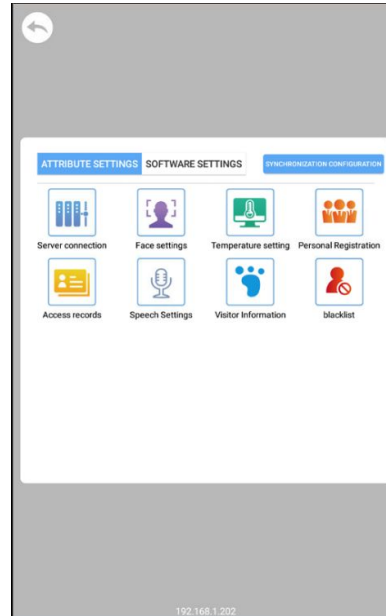 ATTRIBUTE SETTINGS SOFTWARE SETTINGS SYNCHRONIZATION CONFIGURATION
Server connection Face settings Temperature setting Personal Registration
Access records Speech Settings Visitor Information blacklist
192.168.1.202